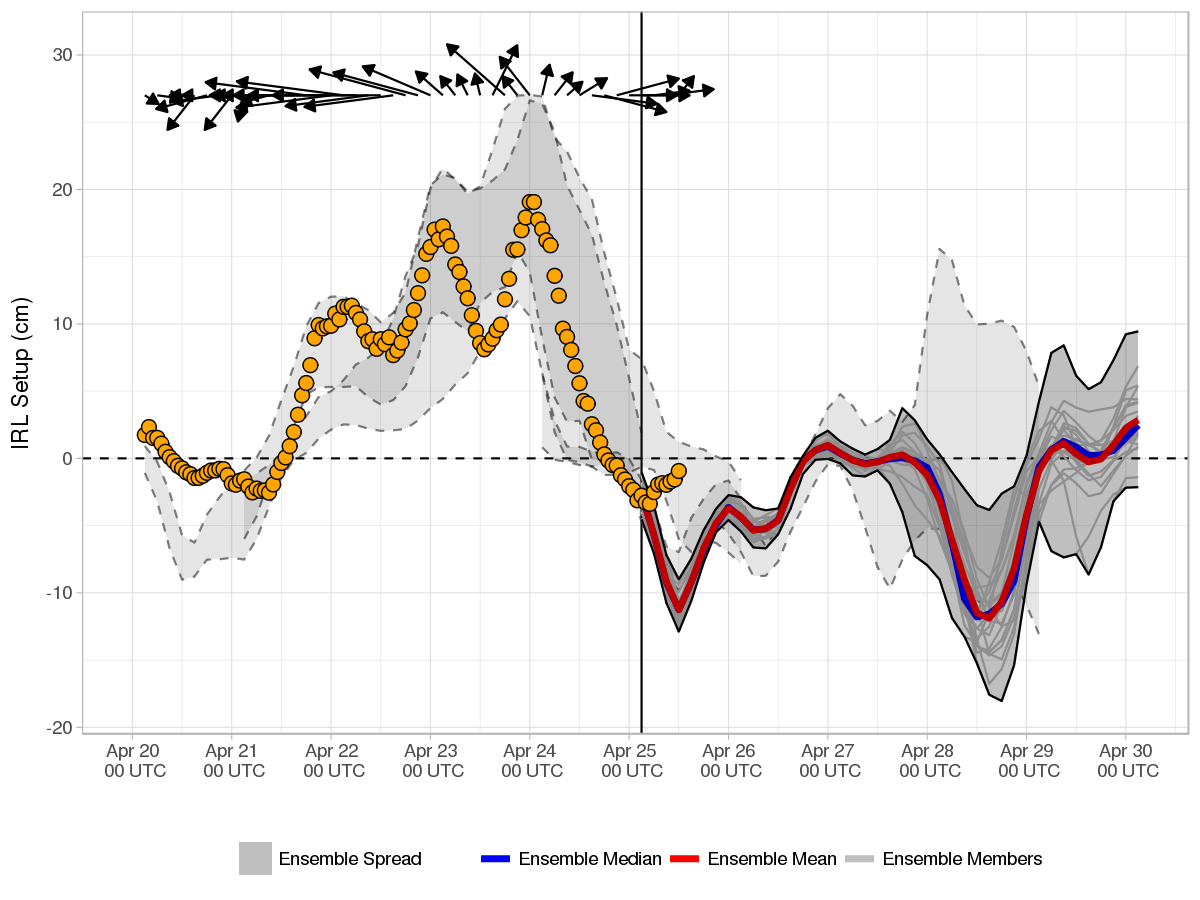 IRL Setup (cm)
30
20
10
0
-10
-20
Apr 20 Apr 21 Apr 22 Apr 23 Apr 24 Apr 25 Apr 26 Apr 27 Apr 28 Apr 29 Apr 30
00 UTC 00 UTC 00 UTC 00 UTC 00 UTC 00 UTC 00 UTC 00 UTC 00 UTC 00 UTC 00 UTC
Ensemble Spread Ensemble Median Ensemble Mean Ensemble Members